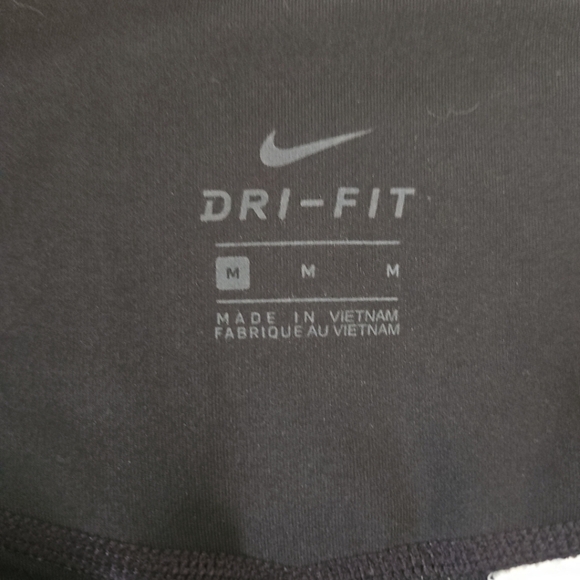 DRI-FIT
M M M
MADE IN VIETNAM
FABRIQUE AU VIETNAM